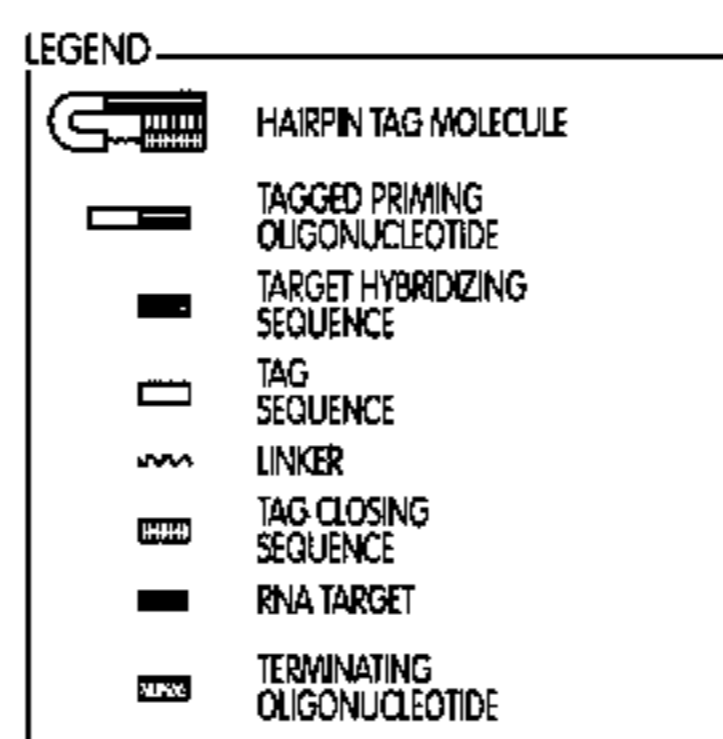 LEGEND
HAIRPIN TAG MOLECULE
TAGGED PRIMING
OLIGONUCLEOTIDE
TARGET HYBRIDIZING
SEQUENCE
TAG
SEQUENCE
LINKER
TAG CLOSING
SEQUENCE
RNA TARGET
TERMINATING
OLIGONUCLEOTIDE